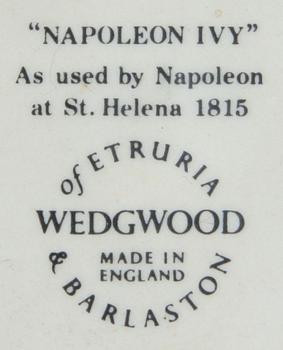 "NAPOLEON IVY"
As used by Napoleon
at St. Helena 1815
of ETRURIA
WEDGWOOD
MADE IN
ENGLAND
& BARLASTON